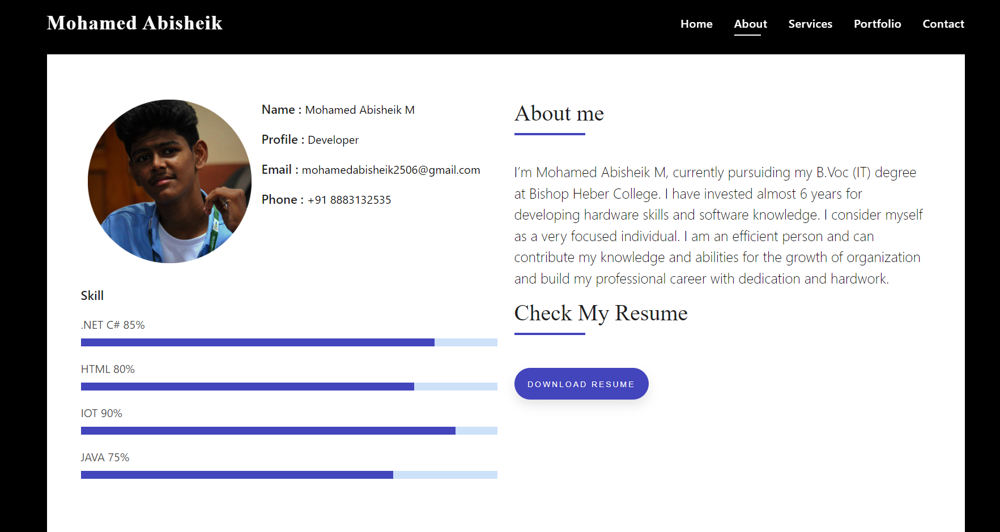 Mohamed Abisheik
Home About Services Portfolio Contact
Name : Mohamed Abisheik M
Profile : Developer
Email : mohamedabisheik2506@gmail.com
Phone : +91 8883132535
Skill
.NET C# 85%
HTML 80%
IOT 90%
JAVA 75%
About me
I’m Mohamed Abisheik M, currently pursuiding my B.Voc (IT) degree
at Bishop Heber College. I have invested almost 6 years for
developing hardware skills and software knowledge. I consider myself
as a very focused individual. I am an efficient person and can
contribute my knowledge and abilities for the growth of organization
and build my professional career with dedication and hardwork.
Check My Resume
DOWNLOAD RESUME